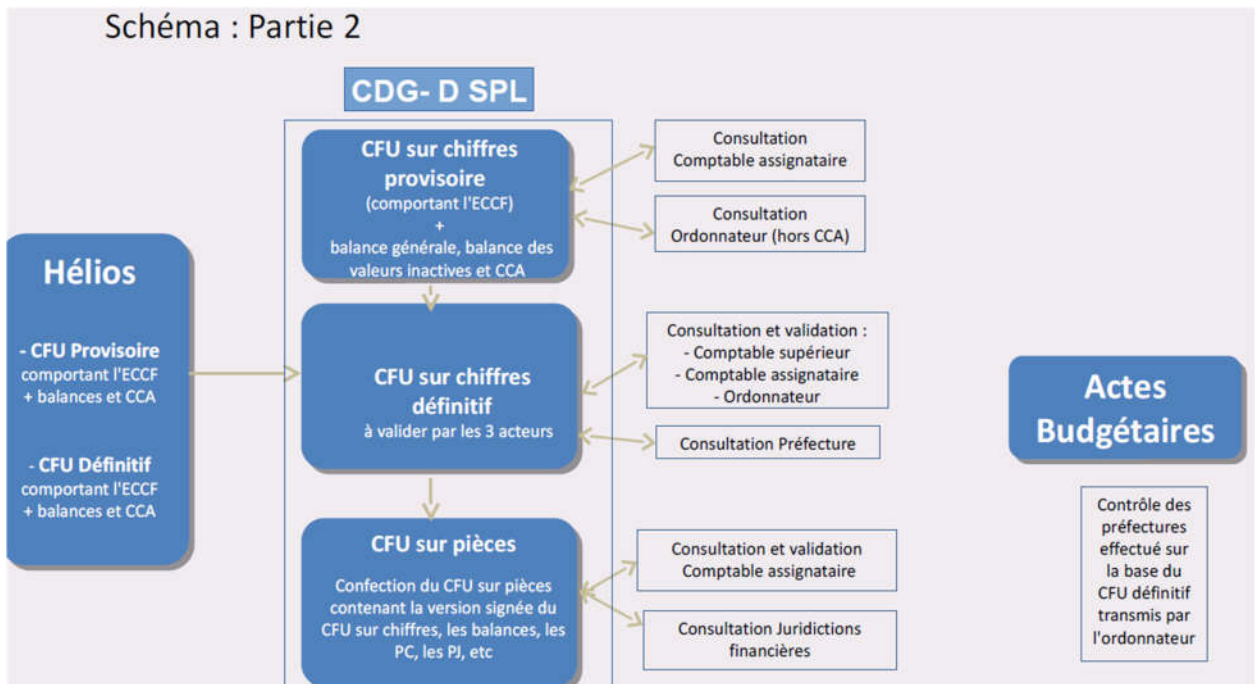 Schéma : Partie 2
CDG- D SPL
Hélios
- CFU Provisoire
comportant l'ECCF
+ balances et CCA
- CFU Définitif
comportant l'ECCF
+ balances et CCA
CFU sur chiffres
provisoire
(comportant l'ECCF)
+
balance générale, balance des
valeurs inactives et CCA
Consultation
Comptable assignataire
Consultation
Ordonnateur (hors CCA)
CFU sur chiffres
définitif
à valider par les 3 acteurs
Consultation et validation :
- Comptable supérieur
- Comptable assignataire
- Ordonnateur
Consultation Préfecture
CFU sur pièces
Confection du CFU sur pièces
contenant la version signée du
CFU sur chiffres, les balances, les
PC, les PJ, etc
Consultation et validation
Comptable assignataire
Consultation Juridictions
financières
Actes
Budgétaires
Contrôle des
préfectures
effectué sur
la base du
CFU définitif
transmis par
l'ordonnateur